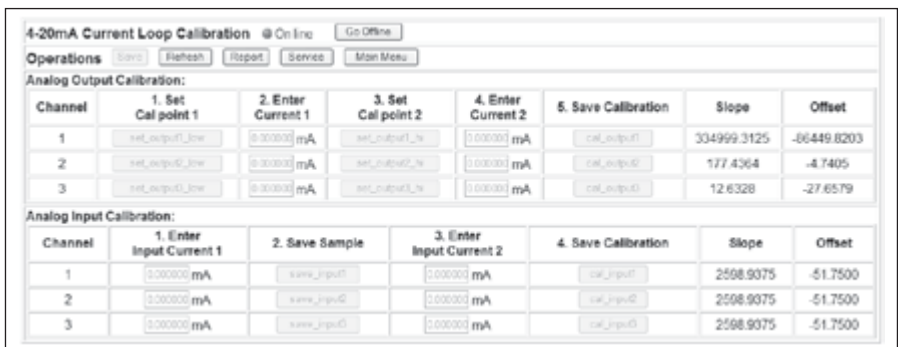 4-20mA Current Loop Calibration On line Go Offline
Operations Save Refresh Report Service Main Menu
Analog Output Calibration:
Channel 1. Set Cal point 1 2. Enter Current 1 3. Set Cal point 2 4. Enter Current 2 5. Save Calibration Slope Offset
1 set_output1_low 0.000000 mA set_output1_hi 0.000000 mA cal_output1 334999.3125 -86449.8203
2 set_output2_low 0.000000 mA set_output2_hi 0.000000 mA cal_output2 177.4364 -4.7405
3 set_output3_low 0.000000 mA set_output3_hi 0.000000 mA cal_output3 12.6328 -27.6579
Analog Input Calibration:
Channel 1. Enter Input Current 1 2. Save Sample 3. Enter Input Current 2 4. Save Calibration Slope Offset
1 0.000000 mA save_input1 0.000000 mA cal_input1 2598.9375 -51.7500
2 0.000000 mA save_input2 0.000000 mA cal_input2 2598.9375 -51.7500
3 0.000000 mA save_input3 0.000000 mA cal_input3 2598.9375 -51.7500